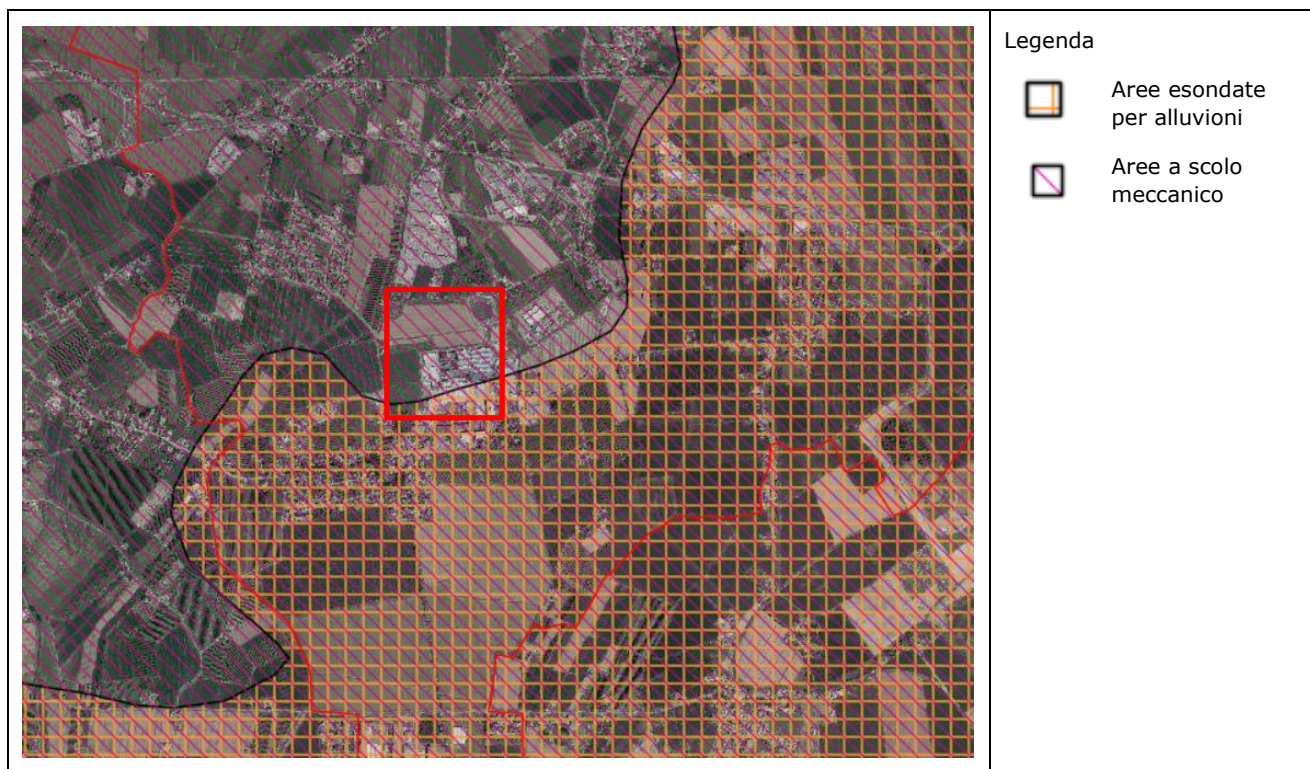 Legenda
Aree esondate
per alluvioni
Aree a scolo
meccanico